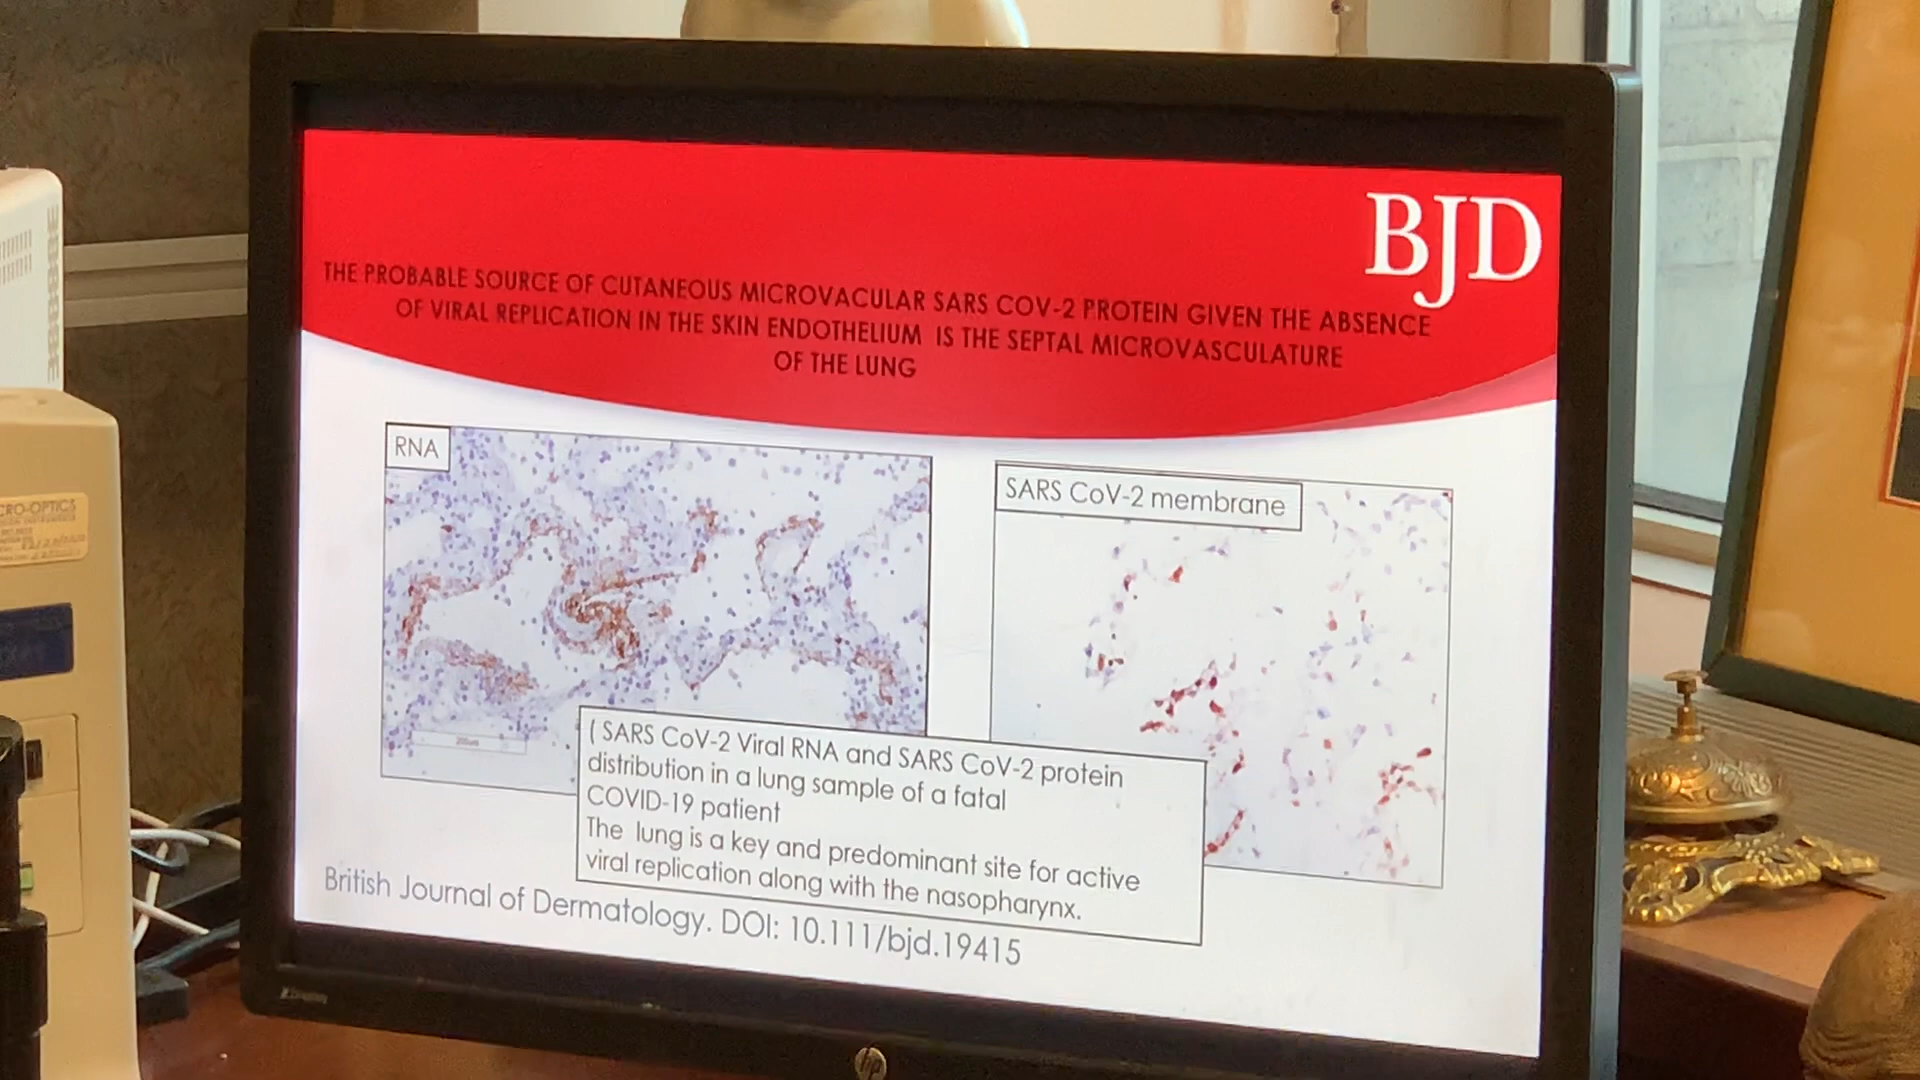 BJD
THE PROBABLE SOURCE OF CUTANEOUS MICROVACULAR SARS COV-2 PROTEIN GIVEN THE ABSENCE
OF VIRAL REPLICATION IN THE SKIN ENDOTHELIUM IS THE SEPTAL MICROVASCULATURE
OF THE LUNG
RNA
SARS CoV-2 membrane
( SARS CoV-2 Viral RNA and SARS CoV-2 protein
distribution in a lung sample of a fatal
COVID-19 patient
The lung is a key and predominant site for active
viral replication along with the nasopharynx.
British Journal of Dermatology. DOI: 10.111/bjd.19415
CRO-OPTICS
hp